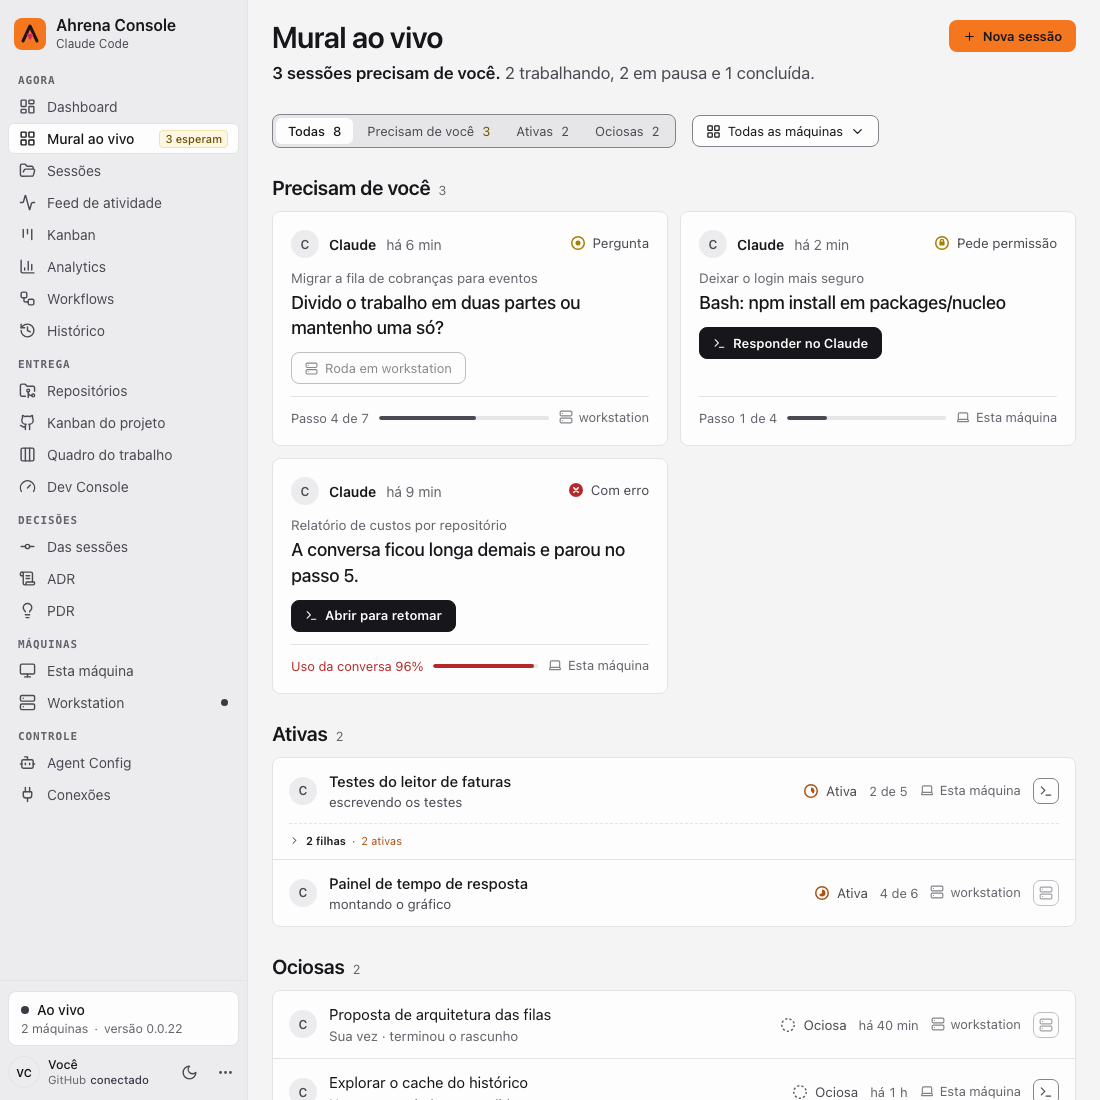 Ahrena Console
Claude Code
AGORA
Dashboard
Mural ao vivo 3 esperam
Sessões
Feed de atividade
Kanban
Analytics
Workflows
Histórico
ENTREGA
Repositórios
Kanban do projeto
Quadro do trabalho
Dev Console
DECISÕES
Das sessões
ADR
PDR
MÁQUINAS
Esta máquina
Workstation
CONTROLE
Agent Config
Conexões
Ao vivo
2 máquinas · versão 0.0.22
VC
Você
GitHub conectado
Mural ao vivo
+ Nova sessão
3 sessões precisam de você. 2 trabalhando, 2 em pausa e 1 concluída.
Todas 8 Precisam de você 3 Ativas 2 Ociosas 2
Todas as máquinas
Precisam de você 3
C Claude há 6 min Pergunta
Migrar a fila de cobranças para eventos
Divido o trabalho em duas partes ou
mantenho uma só?
Roda em workstation
Passo 4 de 7 workstation
C Claude há 2 min Pede permissão
Deixar o login mais seguro
Bash: npm install em packages/nucleo
Responder no Claude
Passo 1 de 4 Esta máquina
C Claude há 9 min Com erro
Relatório de custos por repositório
A conversa ficou longa demais e parou no
passo 5.
Abrir para retomar
Uso da conversa 96% Esta máquina
Ativas 2
C Testes do leitor de faturas
escrevendo os testes
Ativa 2 de 5 Esta máquina
2 filhas · 2 ativas
C Painel de tempo de resposta
montando o gráfico
Ativa 4 de 6 workstation
Ociosas 2
C Proposta de arquitetura das filas
Sua vez · terminou o rascunho
Ociosa há 40 min workstation
C Explorar o cache do histórico
Ociosa há 1 h Esta máquina